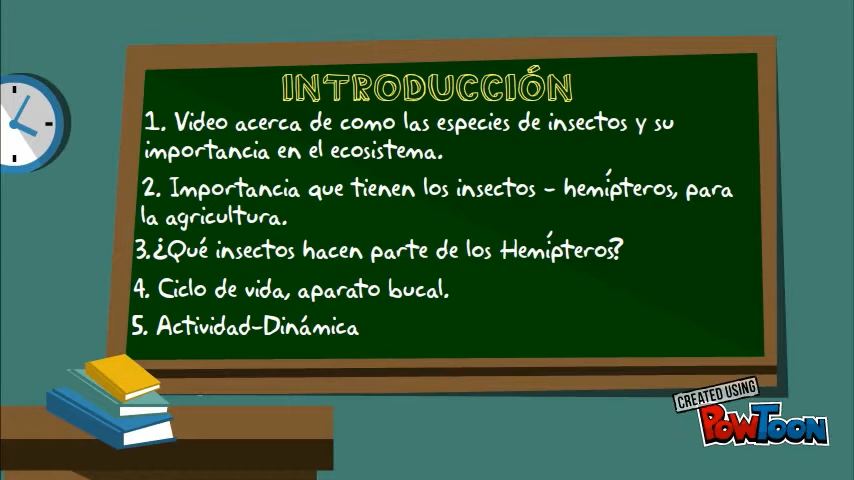 INTRODUCCIÓN
1. Video acerca de como las especies de insectos y su
importancia en el ecosistema.
2. Importancia que tienen los insectos - hemípteros, para
la agricultura.
3.¿Qué insectos hacen parte de los Hemípteros?
4. Ciclo de vida, aparato bucal.
5. Actividad-Dinámica
CREATED USING
POWTOON